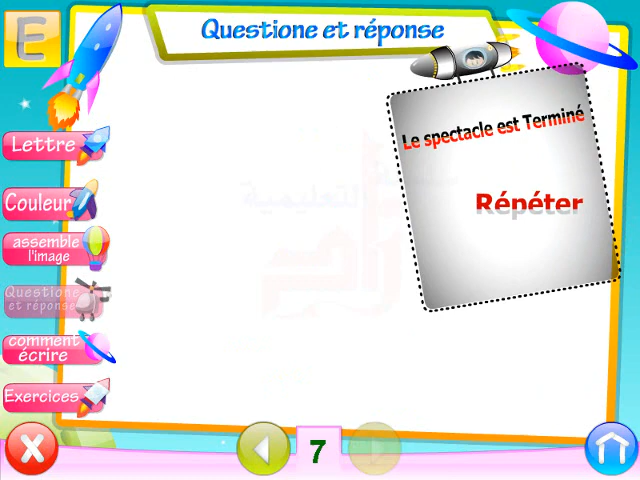 E
Questione et réponse
Lettre
Couleur
assemble
l'image
Questione
et réponse
comment
écrire
Exercices
Le spectacle est Terminé
Répéter
التعليمية
7